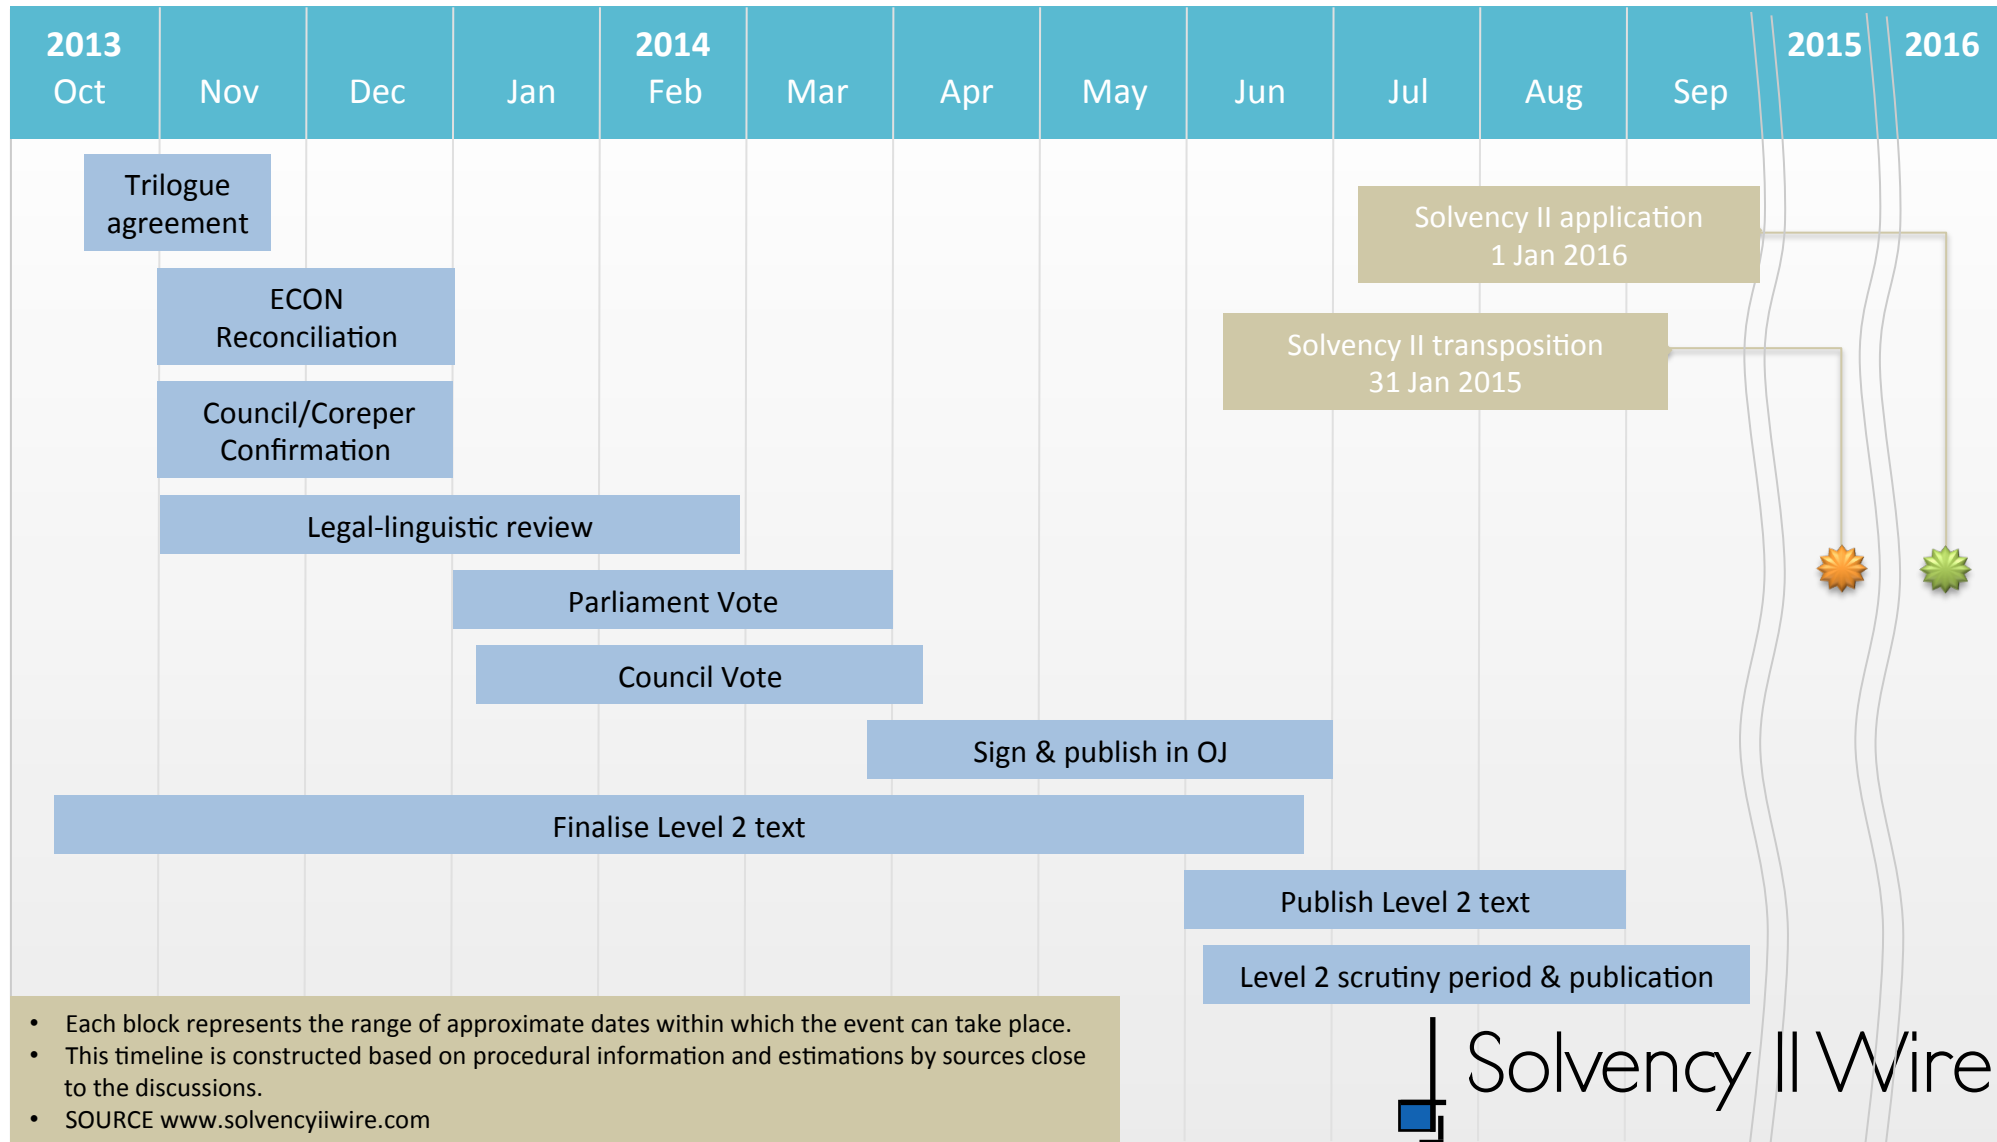 2013
2014
2015
2016
Oct
Nov
Dec
Jan
Feb
Mar
Apr
May
Jun
Jul
Aug
Sep
Trilogue
agreement
Solvency II application
1 Jan 2016
ECON
Reconciliation
Solvency II transposition
31 Jan 2015
Council/Coreper
Confirmation
Legal-linguistic review
Parliament Vote
Council Vote
Sign & publish in OJ
Finalise Level 2 text
Publish Level 2 text
Level 2 scrutiny period & publication
• Each block represents the range of approximate dates within which the event can take place.
• This timeline is constructed based on procedural information and estimations by sources close
to the discussions.
• SOURCE www.solvencyiiwire.com
Solvency II Wire